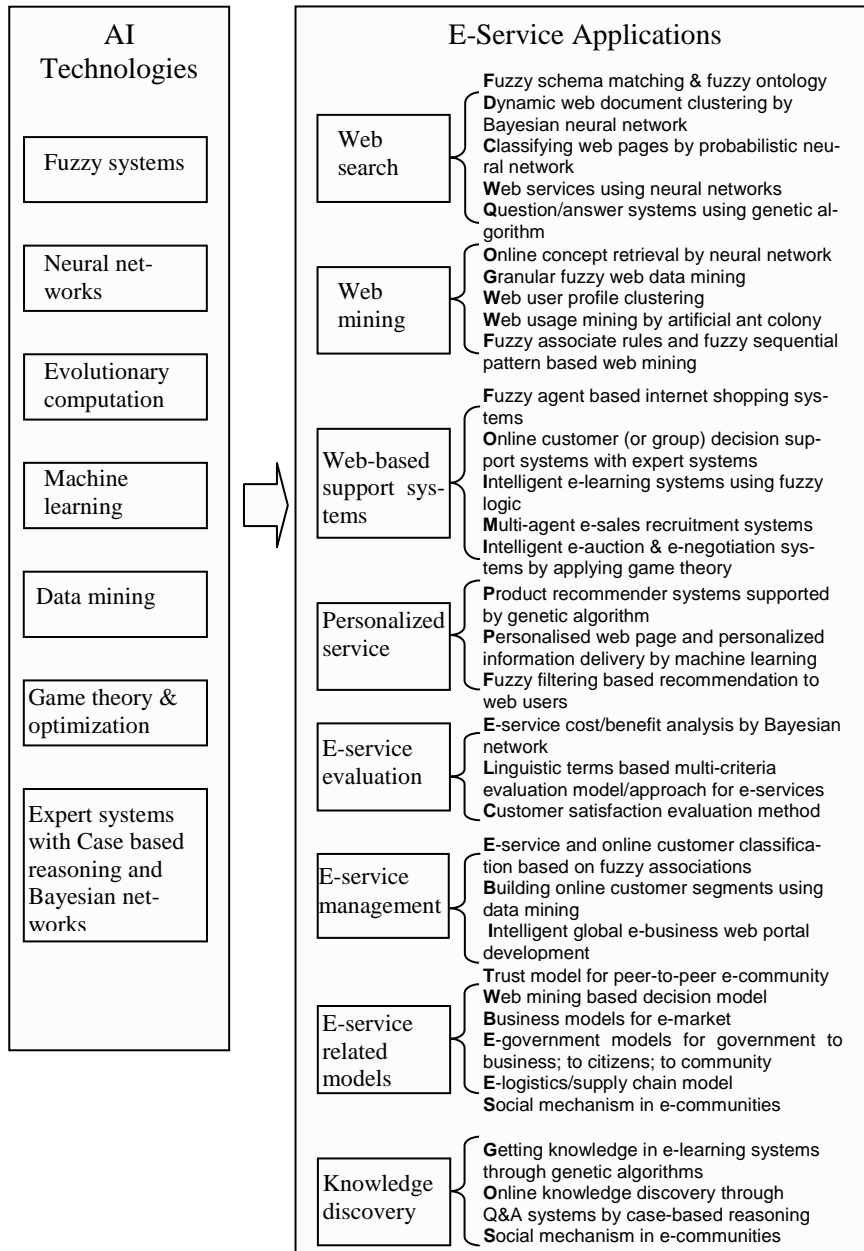 AI
Technologies
Fuzzy systems
Neural net-
works
Evolutionary
computation
Machine
learning
Data mining
Game theory &
optimization
Expert systems
with Case based
reasoning and
Bayesian net-
works
E-Service Applications
Web
search
Fuzzy schema matching & fuzzy ontology
Dynamic web document clustering by
Bayesian neural network
Classifying web pages by probabilistic neu-
ral network
Web services using neural networks
Question/answer systems using genetic al-
gorithm
Web
mining
Online concept retrieval by neural network
Granular fuzzy web data mining
Web user profile clustering
Web usage mining by artificial ant colony
Fuzzy associate rules and fuzzy sequential
pattern based web mining
Web-based
support sys-
tems
Fuzzy agent based internet shopping sys-
tems
Online customer (or group) decision sup-
port systems with expert systems
Intelligent e-learning systems using fuzzy
logic
Multi-agent e-sales recruitment systems
Intelligent e-auction & e-negotiation sys-
tems by applying game theory
Personalized
service
Product recommender systems supported
by genetic algorithm
Personalised web page and personalized
information delivery by machine learning
Fuzzy filtering based recommendation to
web users
E-service
evaluation
E-service cost/benefit analysis by Bayesian
network
Linguistic terms based multi-criteria
evaluation model/approach for e-services
Customer satisfaction evaluation method
E-service
management
E-service and online customer classifica-
tion based on fuzzy associations
Building online customer segments using
data mining
Intelligent global e-business web portal
development
E-service
related
models
Trust model for peer-to-peer e-community
Web mining based decision model
Business models for e-market
E-government models for government to
business; to citizens; to community
E-logistics/supply chain model
Social mechanism in e-communities
Knowledge
discovery
Getting knowledge in e-learning systems
through genetic algorithms
Online knowledge discovery through
Q&A systems by case-based reasoning
Social mechanism in e-communities